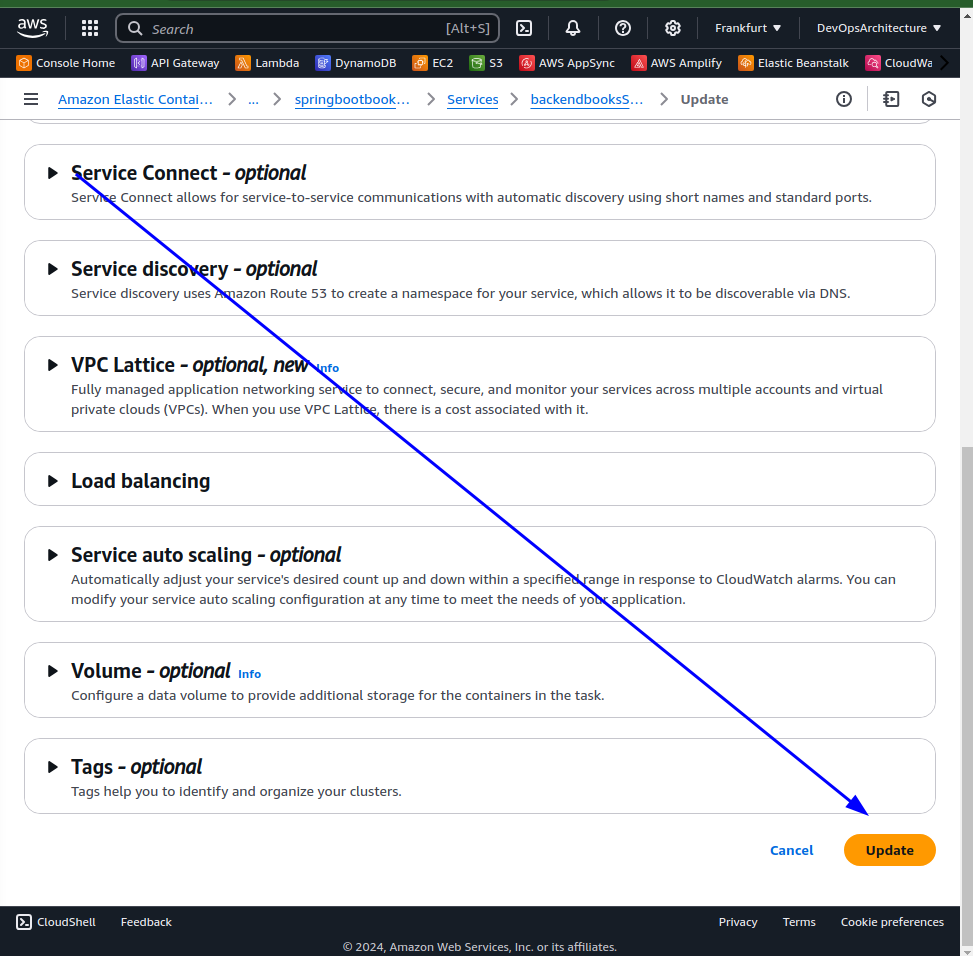 aws
Search [Alt+S] Frankfurt DevOpsArchitecture
Console Home API Gateway Lambda DynamoDB EC2 S3 AWS AppSync AWS Amplify Elastic Beanstalk CloudWa
Amazon Elastic Contai... ... springbootbook... Services backendbooksS... Update
Service Connect - optional
Service Connect allows for service-to-service communications with automatic discovery using short names and standard ports.
Service discovery - optional
Service discovery uses Amazon Route 53 to create a namespace for your service, which allows it to be discoverable via DNS.
VPC Lattice - optional, new Info
Fully managed application networking service to connect, secure, and monitor your services across multiple accounts and virtual
private clouds (VPCs). When you use VPC Lattice, there is a cost associated with it.
Load balancing
Service auto scaling - optional
Automatically adjust your service's desired count up and down within a specified range in response to CloudWatch alarms. You can
modify your service auto scaling configuration at any time to meet the needs of your application.
Volume - optional Info
Configure a data volume to provide additional storage for the containers in the task.
Tags - optional
Tags help you to identify and organize your clusters.
Cancel Update
CloudShell Feedback Privacy Terms Cookie preferences
© 2024, Amazon Web Services, Inc. or its affiliates.